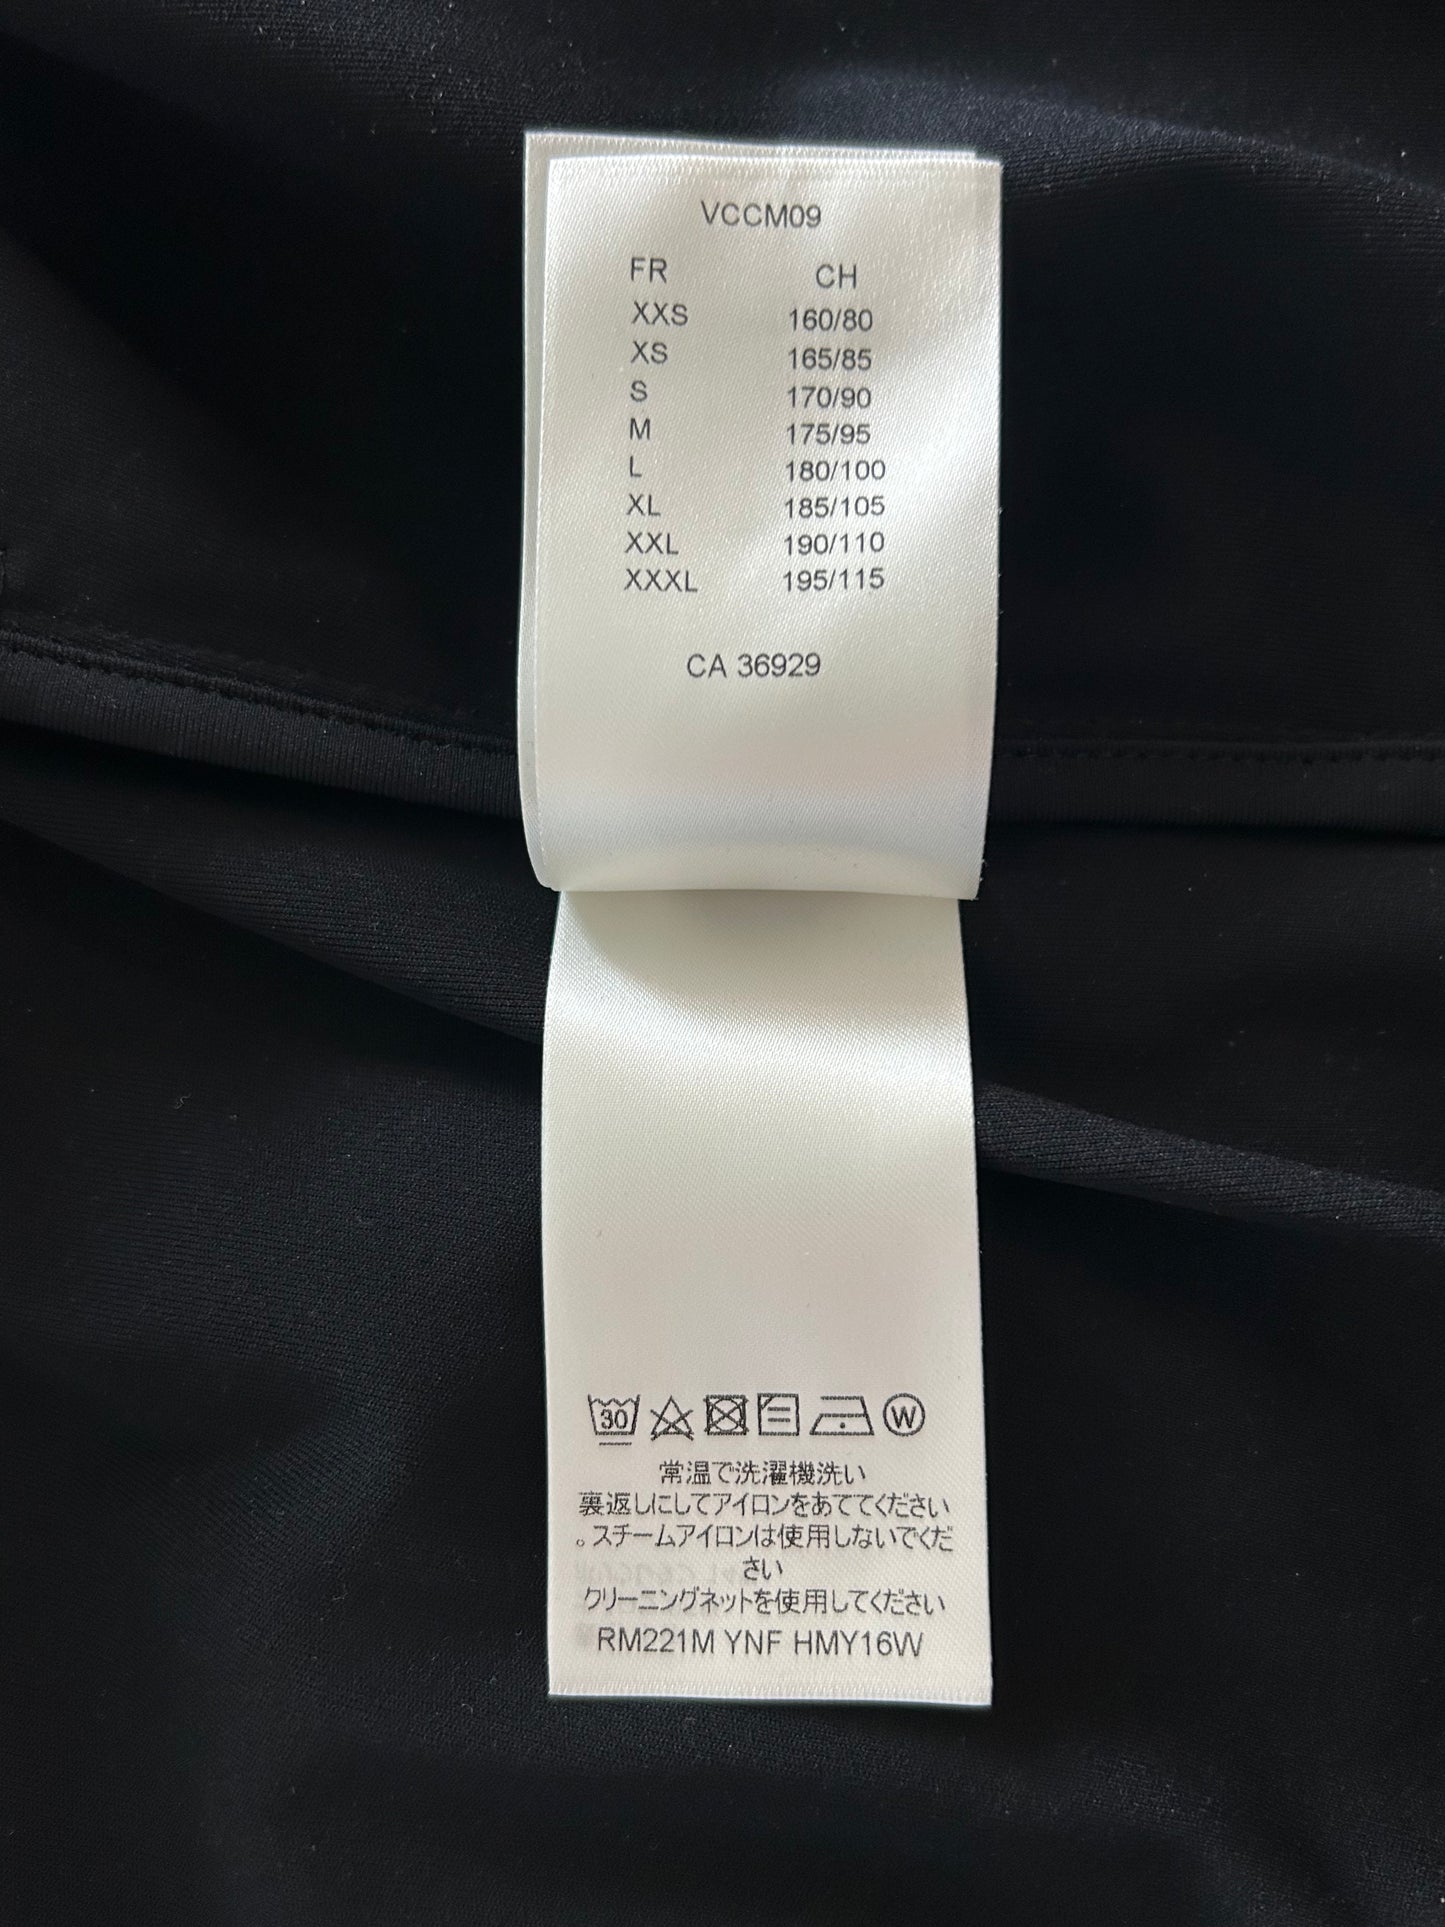 VCCM09
FR CH
XXS 160/80
XS 165/85
S 170/90
M 175/95
L 180/100
XL 185/105
XXL 190/110
XXXL 195/115
CA 36929
30 W
常温で洗濯機洗い
裏返しにしてアイロンをあててください
。スチームアイロンは使用しないでくだ
さい
クリーニングネットを使用してください
RM221M YNF HMY16W